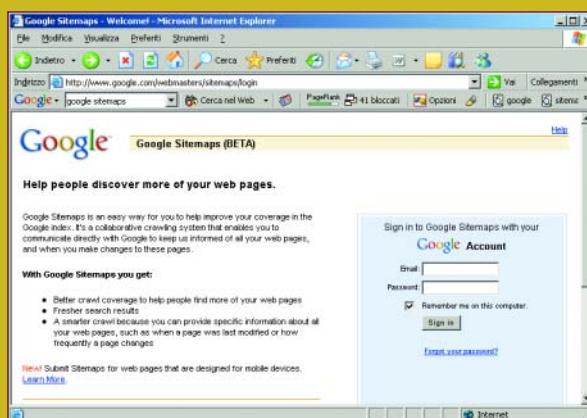 Google Sitemaps - Welcome! - Microsoft Internet Explorer
File Modifica Visualizza Preferiti Strumenti ?
Indietro Cerca Preferiti
Indirizzo http://www.google.com/webmasters/sitemaps/login Vai Collegamenti
Google google sitemaps Cerca nel Web PageRank 41 bloccati Opzioni google
Help
Google Google Sitemaps (BETA)
Help people discover more of your web pages.
Google Sitemaps is an easy way for you to help improve your coverage in the
Google index. It's a collaborative crawling system that enables you to
communicate directly with Google to keep us informed of all your web pages,
and when you make changes to these pages.
With Google Sitemaps you get:
Better crawl coverage to help people find more of your web pages
Fresher search results
A smarter crawl because you can provide specific information about all
your web pages, such as when a page was last modified or how
frequently a page changes
New! Submit Sitemaps for web pages that are designed for mobile devices.
Learn More.
Sign in to Google Sitemaps with your
Google Account
Email:
Password:
Remember me on this computer.
Sign in
Forgot your password?
Internet